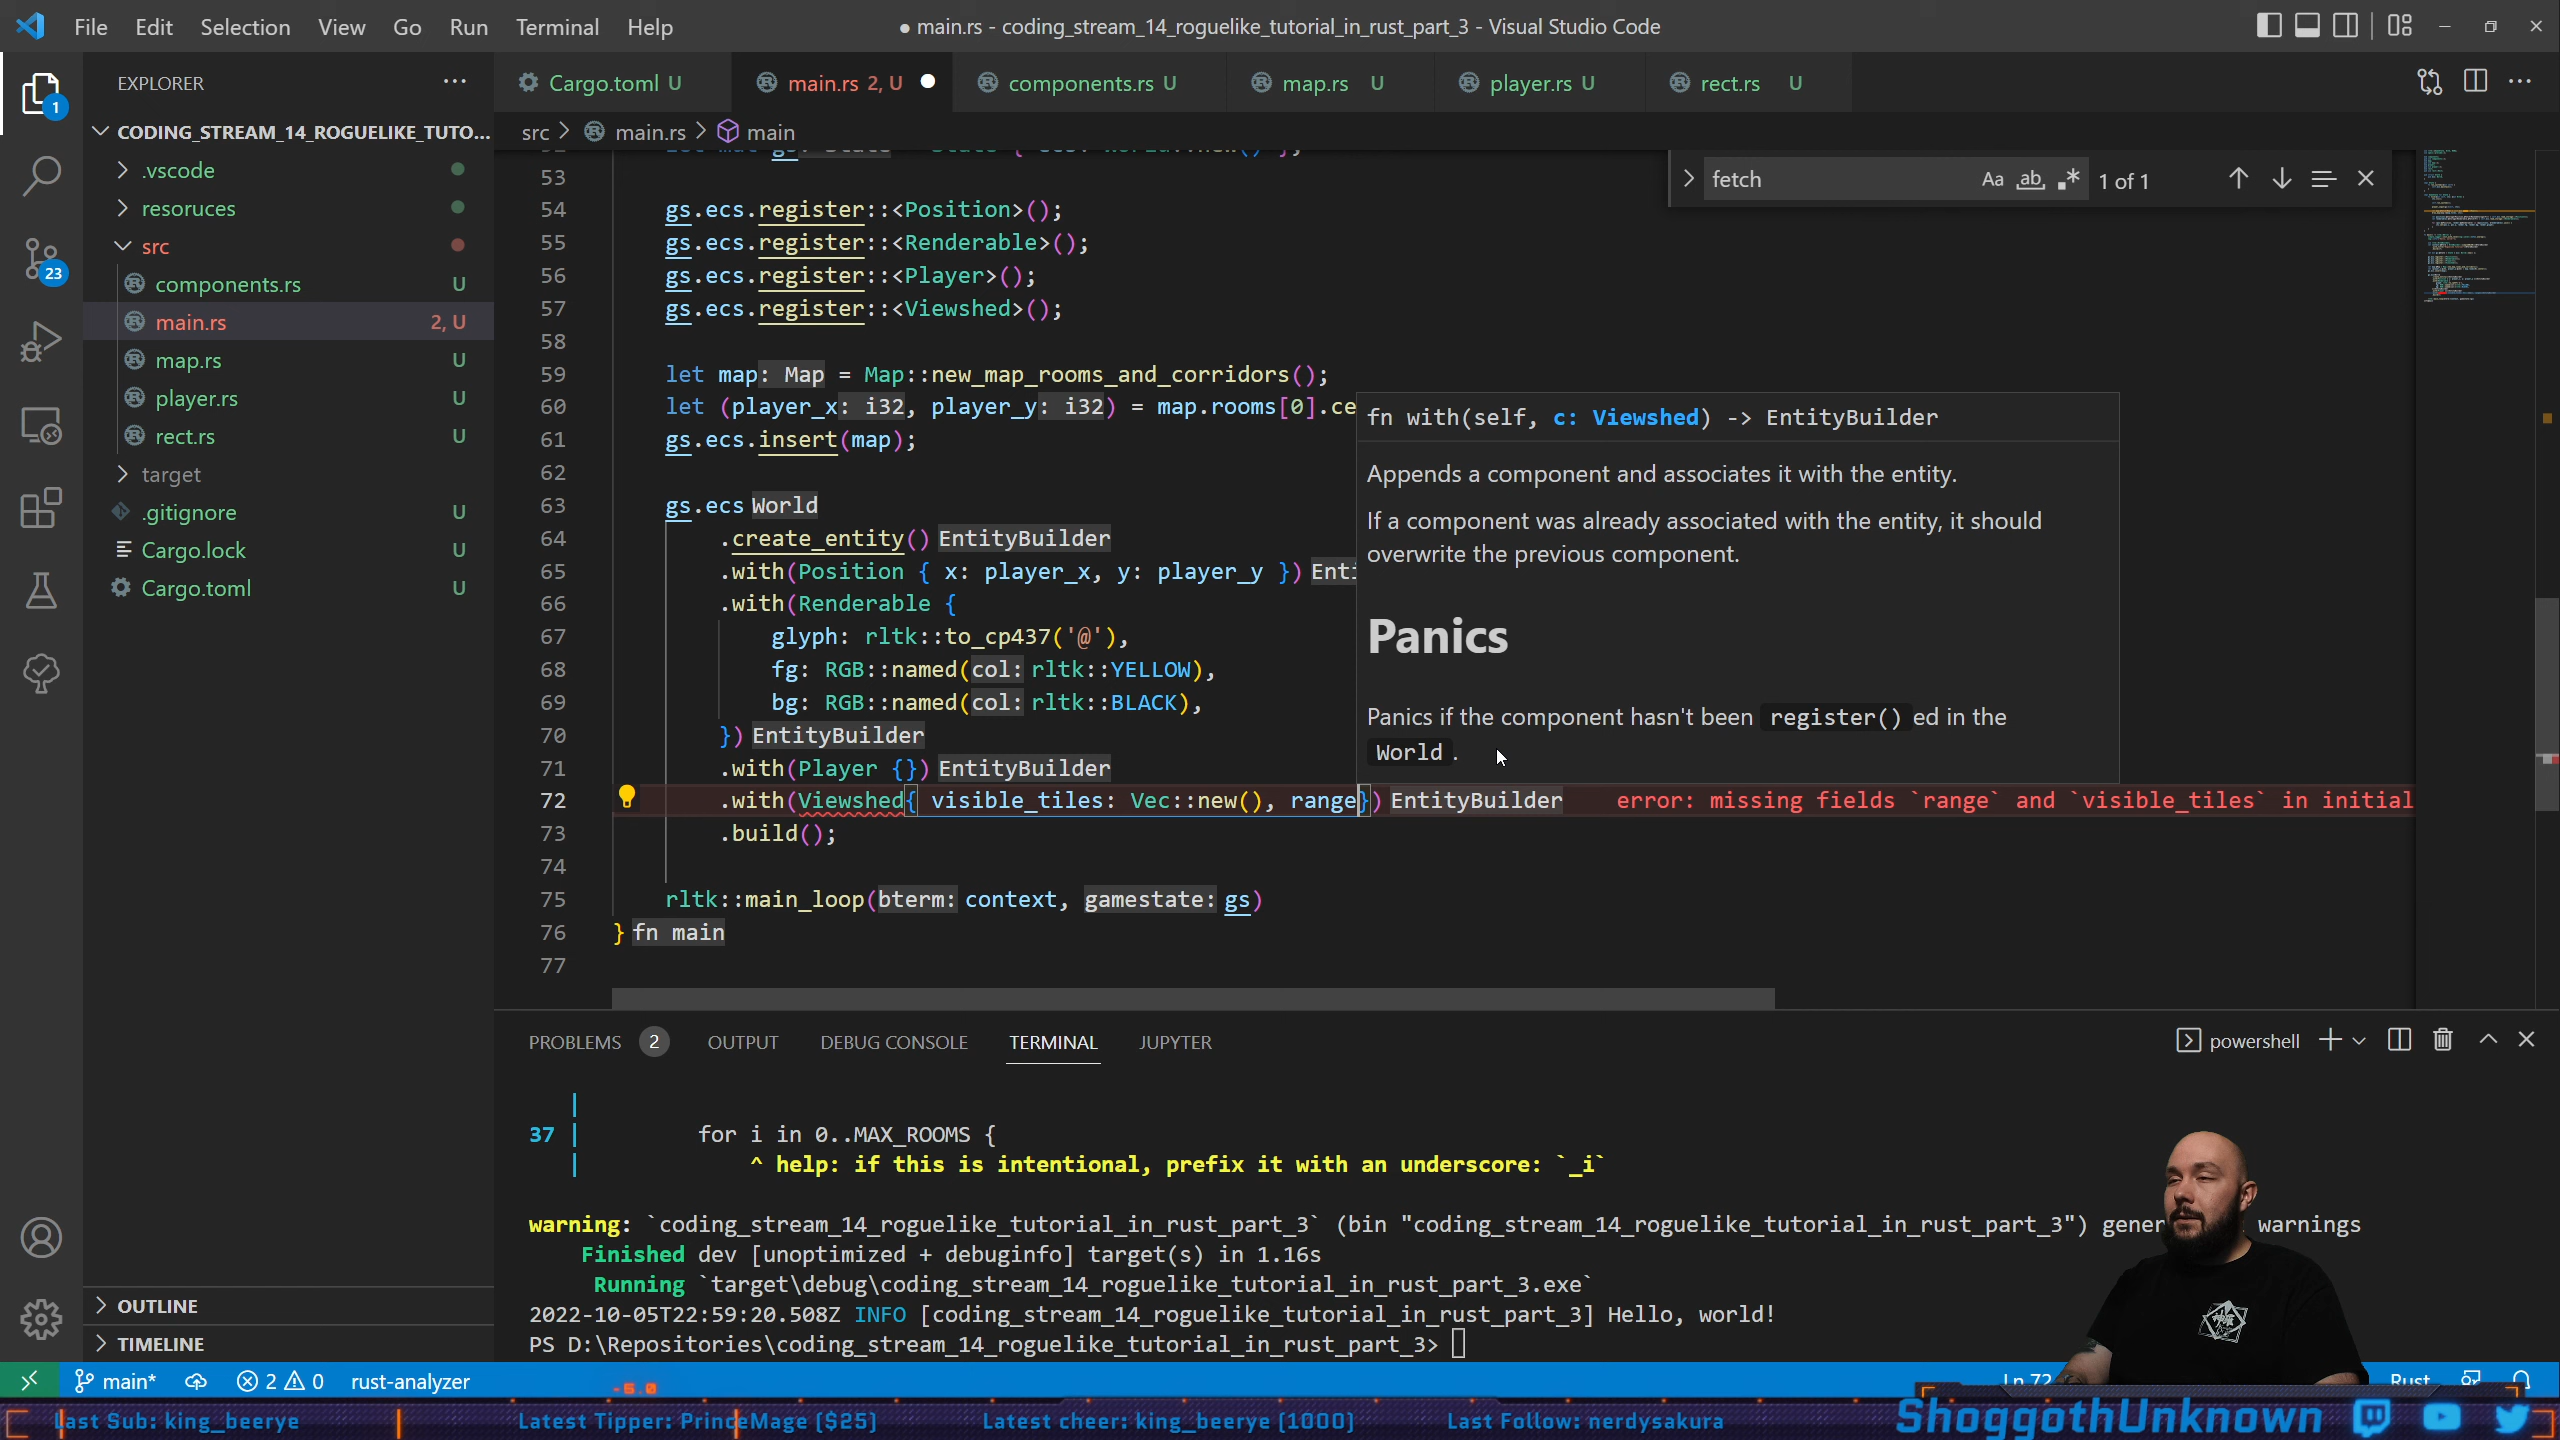 File Edit Selection View Go Run Terminal Help
● main.rs - coding_stream_14_roguelike_tutorial_in_rust_part_3 - Visual Studio Code
EXPLORER
Cargo.toml U
main.rs 2, U
components.rs U
map.rs U
player.rs U
rect.rs U
1
CODING_STREAM_14_ROGUELIKE_TUTO...
src > main.rs > main
.vscode
resoruces
src
23
components.rs U
main.rs 2, U
map.rs U
player.rs U
rect.rs U
target
.gitignore U
Cargo.lock U
Cargo.toml U
fetch Aa ab 1 of 1
53
54 gs.ecs.register::<Position>();
55 gs.ecs.register::<Renderable>();
56 gs.ecs.register::<Player>();
57 gs.ecs.register::<Viewshed>();
58
59 let map: Map = Map::new_map_rooms_and_corridors();
60 let (player_x: i32, player_y: i32) = map.rooms[0].ce
61 gs.ecs.insert(map);
62
63 gs.ecs World
64 .create_entity() EntityBuilder
65 .with(Position { x: player_x, y: player_y }) Enti
66 .with(Renderable {
67 glyph: rltk::to_cp437('@'),
68 fg: RGB::named(col: rltk::YELLOW),
69 bg: RGB::named(col: rltk::BLACK),
70 }) EntityBuilder
71 .with(Player {}) EntityBuilder
72 .with(Viewshed{ visible_tiles: Vec::new(), range}) EntityBuilder error: missing fields `range` and `visible_tiles` in initial
73 .build();
74
75 rltk::main_loop(bterm: context, gamestate: gs)
76 } fn main
77
fn with(self, c: Viewshed) -> EntityBuilder
Appends a component and associates it with the entity.
If a component was already associated with the entity, it should
overwrite the previous component.
Panics
Panics if the component hasn't been register() ed in the
World .
PROBLEMS 2 OUTPUT DEBUG CONSOLE TERMINAL JUPYTER
powershell
|
37 | for i in 0..MAX_ROOMS {
| ^ help: if this is intentional, prefix it with an underscore: `_i`
warning: `coding_stream_14_roguelike_tutorial_in_rust_part_3` (bin "coding_stream_14_roguelike_tutorial_in_rust_part_3") gener warnings
Finished dev [unoptimized + debuginfo] target(s) in 1.16s
Running `target\debug\coding_stream_14_roguelike_tutorial_in_rust_part_3.exe`
2022-10-05T22:59:20.508Z INFO [coding_stream_14_roguelike_tutorial_in_rust_part_3] Hello, world!
PS D:\Repositories\coding_stream_14_roguelike_tutorial_in_rust_part_3>
OUTLINE
TIMELINE
main* 2 0 rust-analyzer
Ln 72
Rust
-6.0
Last Sub: king_beerye
Latest Tipper: PrinceMage ($25)
Latest cheer: king_beerye (1000)
Last Follow: nerdysakura
ShoggothUnknown